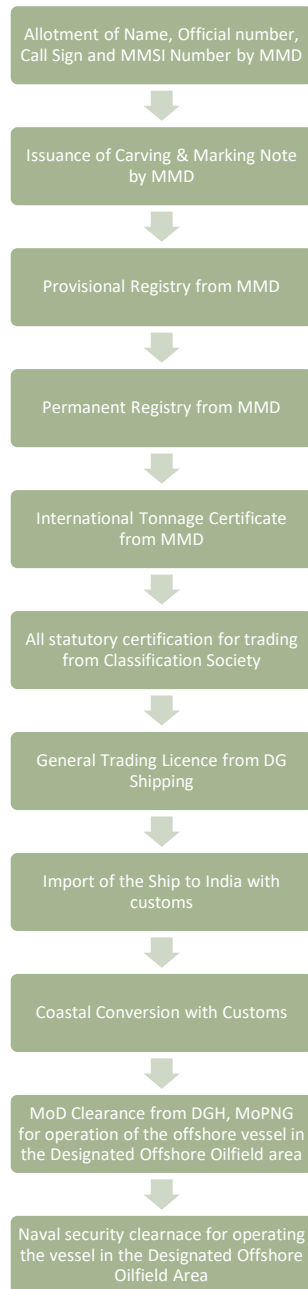 Allotment of Name, Official number,
Call Sign and MMSI Number by MMD
Issuance of Carving & Marking Note
by MMD
Provisional Registry from MMD
Permanent Registry from MMD
International Tonnage Certificate
from MMD
All statutory certification for trading
from Classification Society
General Trading Licence from DG
Shipping
Import of the Ship to India with
customs
Coastal Conversion with Customs
MoD Clearance from DGH, MoPNG
for operation of the offshore vessel in
the Designated Offshore Oilfield area
Naval security clearnace for operating
the vessel in the Designated Offshore
Oilfield Area